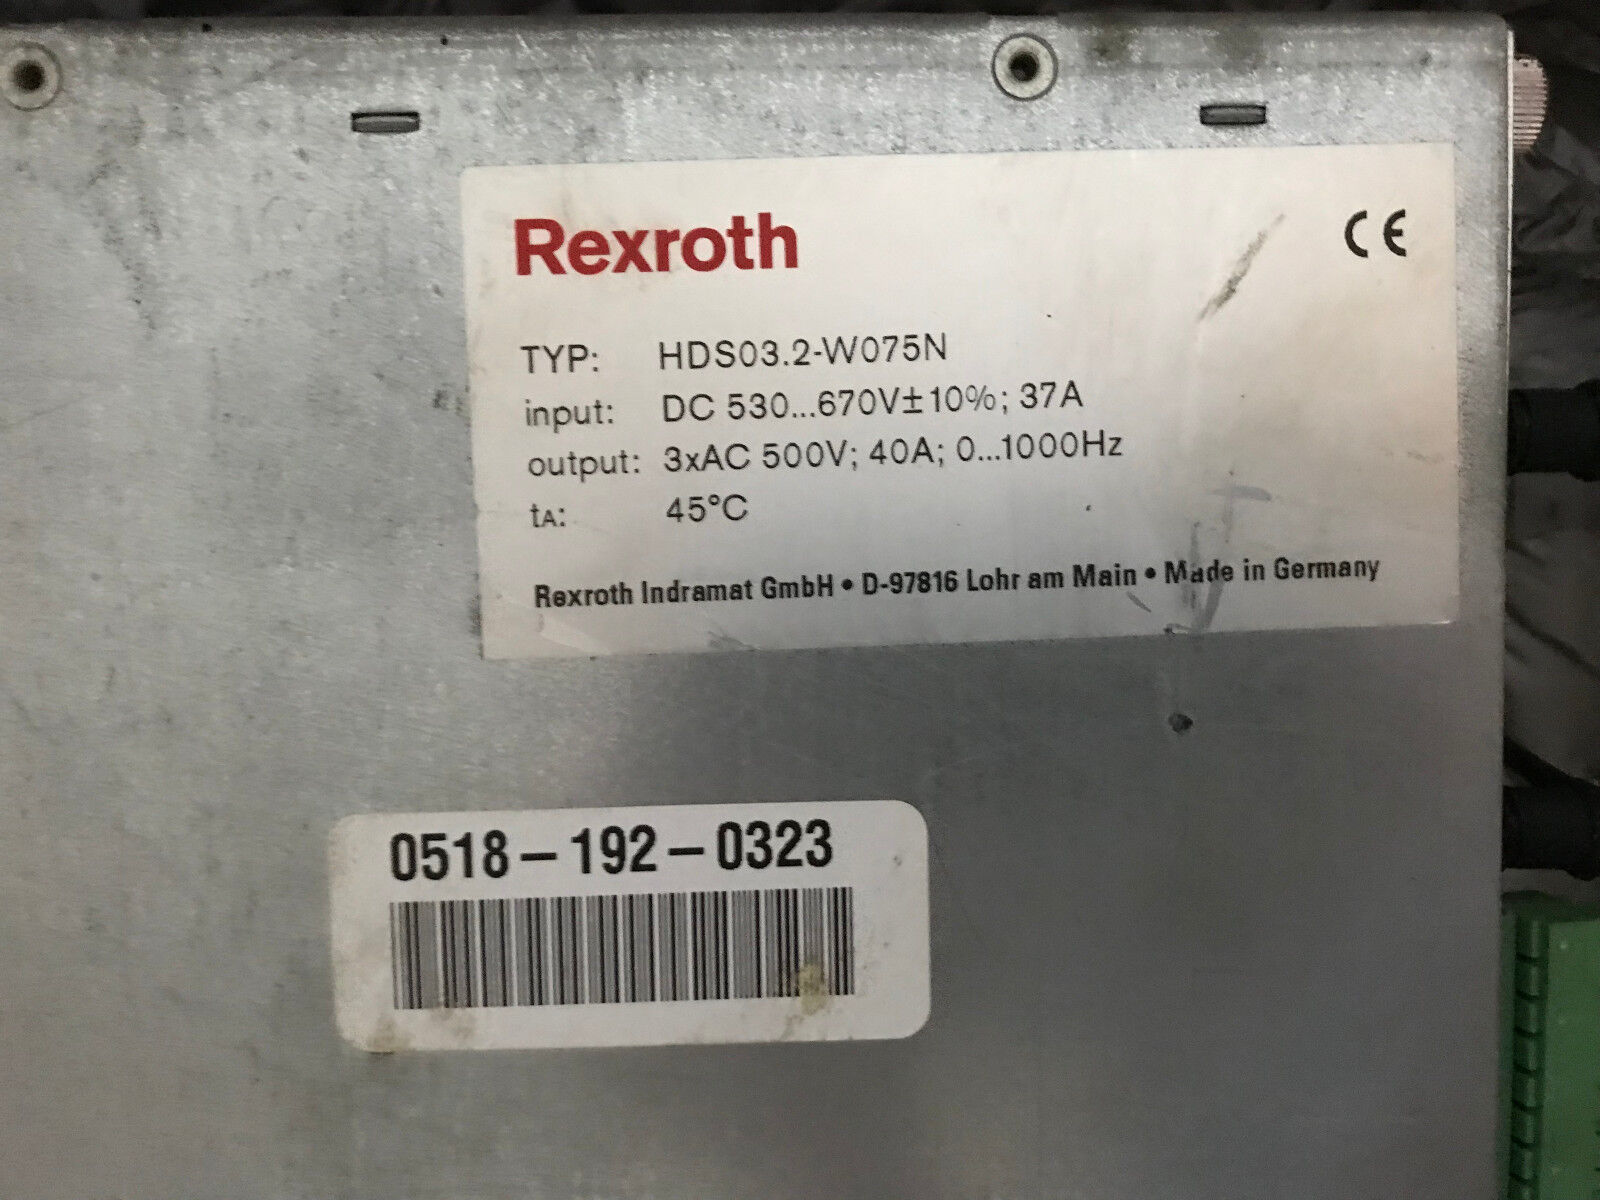 Rexroth CE
TYP: HDS03.2-W075N
input: DC 530...670V±10%; 37A
output: 3xAC 500V; 40A; 0...1000Hz
tA: 45°C
Rexroth Indramat GmbH • D-97816 Lohr am Main • Made in Germany
0518-192-0323